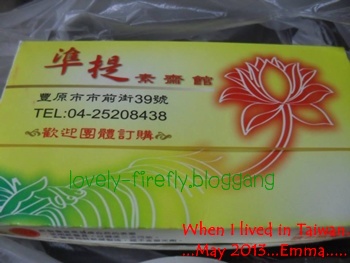 準提素齋館
豐原市市前街39號
TEL:04-25208438
歡迎團體訂購
lovely-firefly.bloggang
When I lived in Taiwan
...May 2013...Emma.....